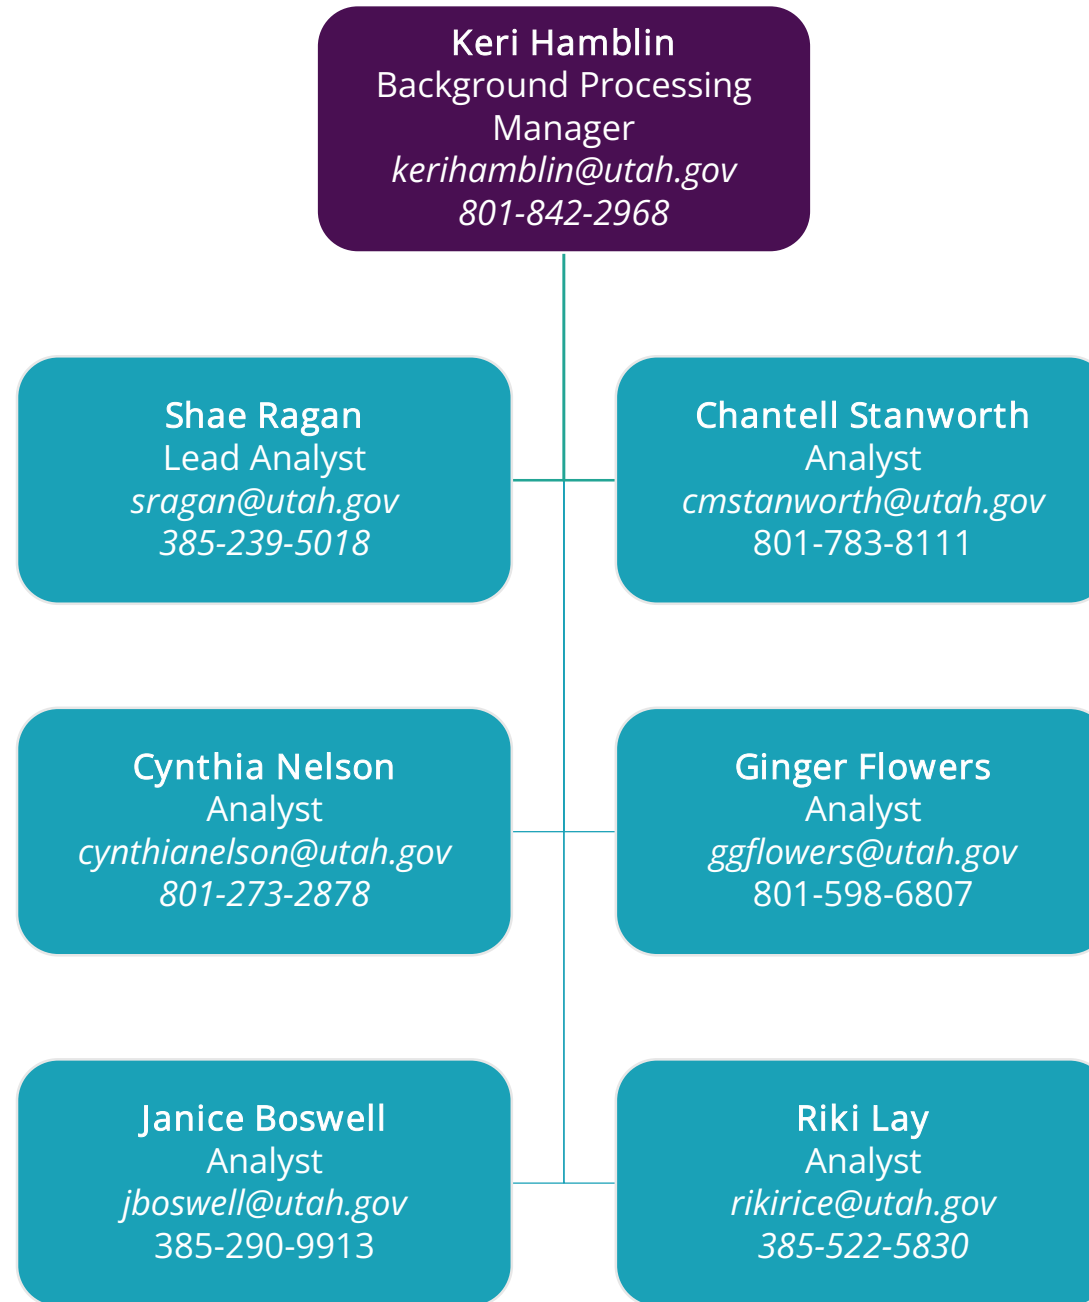 Keri Hamblin
Background Processing
Manager
kerihamblin@utah.gov
801-842-2968
Shae Ragan
Lead Analyst
sragan@utah.gov
385-239-5018
Chantell Stanworth
Analyst
cmstanworth@utah.gov
801-783-8111
Cynthia Nelson
Analyst
cynthianelson@utah.gov
801-273-2878
Ginger Flowers
Analyst
ggflowers@utah.gov
801-598-6807
Janice Boswell
Analyst
jboswell@utah.gov
385-290-9913
Riki Lay
Analyst
rikirice@utah.gov
385-522-5830